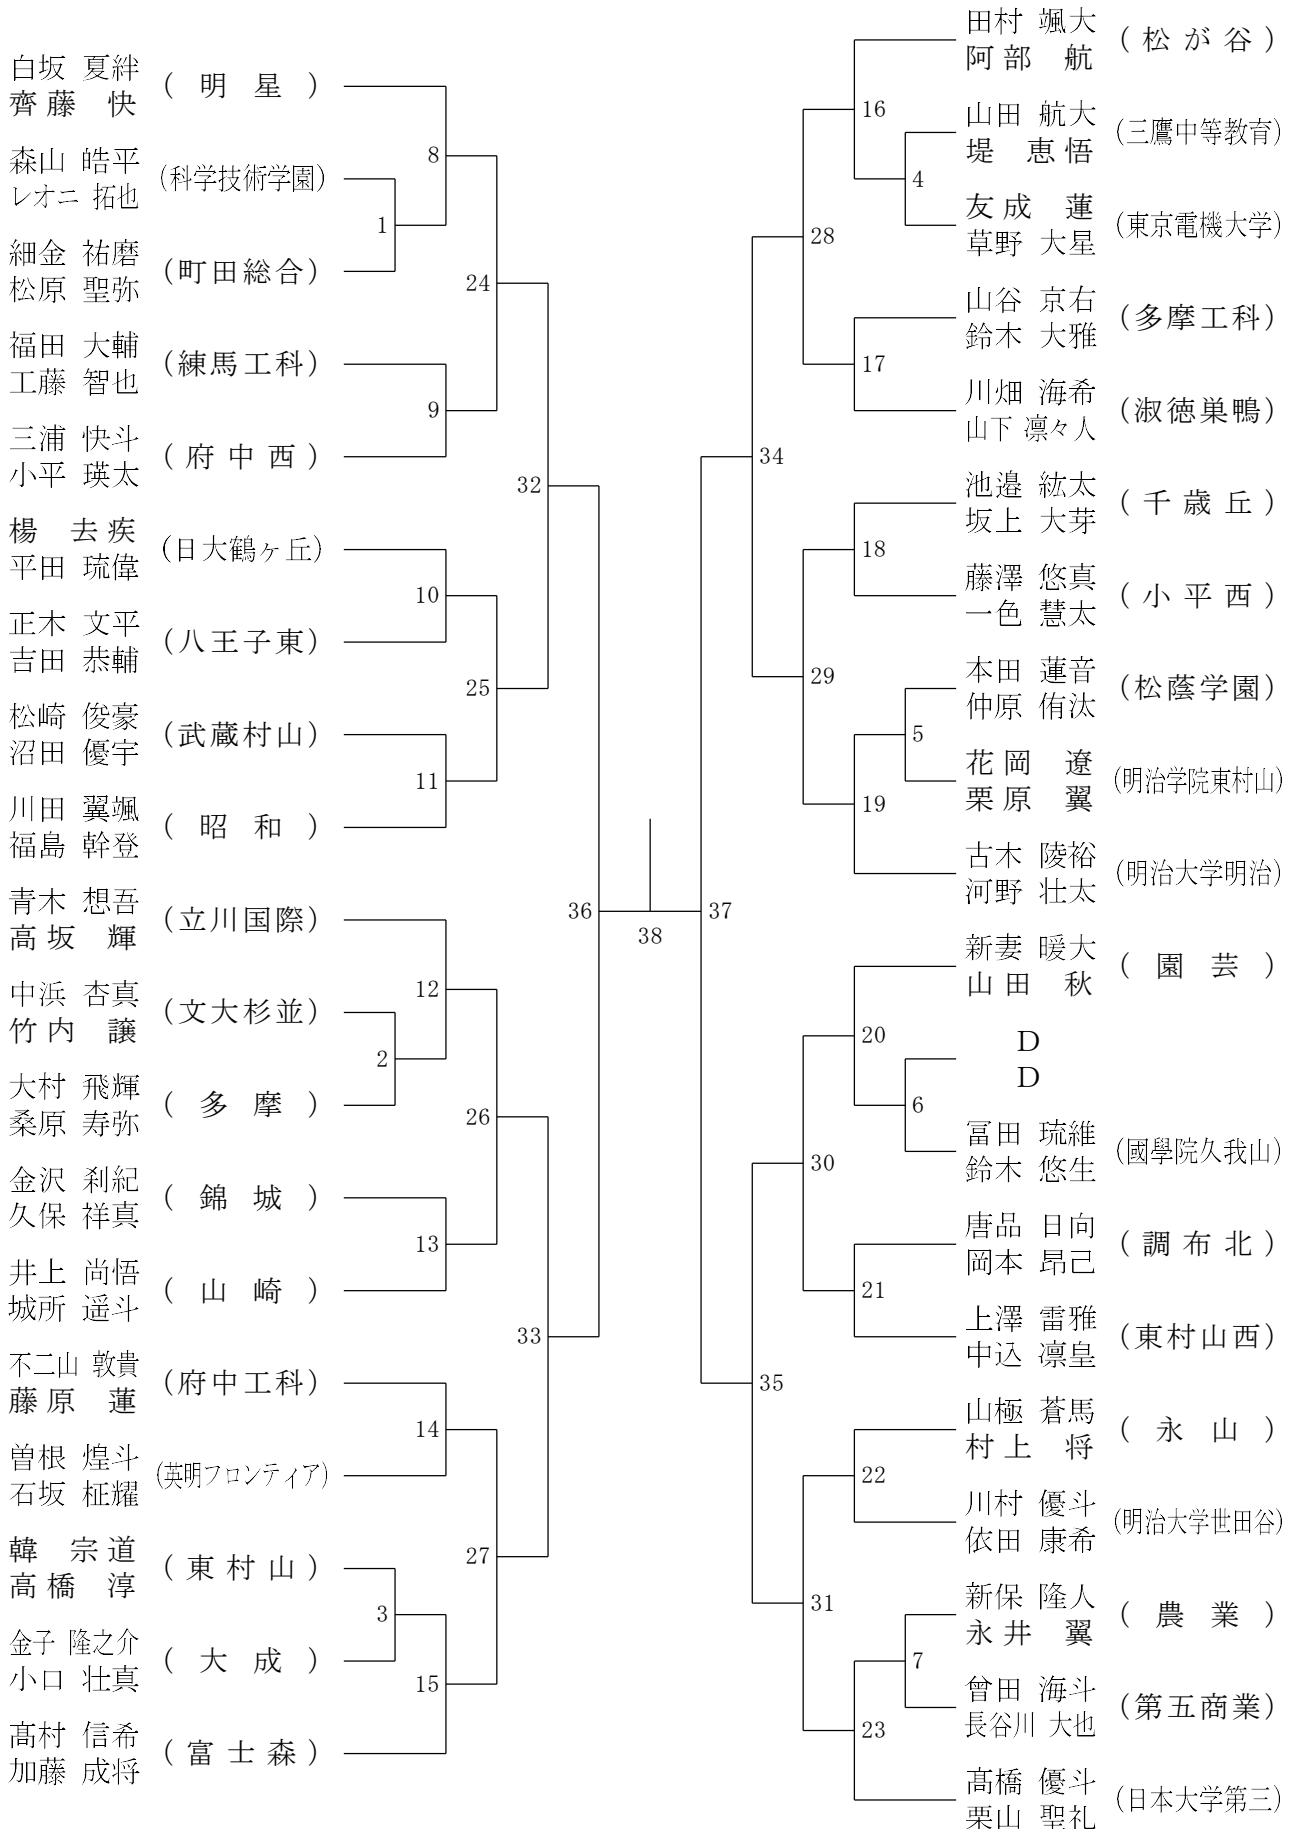 白坂 夏絆
齊藤 快
(明星)
森山 皓平
レオニ 拓也
(科学技術学園)
細金 祐磨
松原 聖弥
(町田総合)
福田 大輔
工藤 智也
(練馬工科)
三浦 快斗
小平 瑛太
(府中西)
楊 去疾
平田 琉偉
(日大鶴ヶ丘)
正木 文平
吉田 恭輔
(八王子東)
松崎 俊豪
沼田 優宇
(武蔵村山)
川田 翼颯
福島 幹登
(昭和)
青木 想吾
高坂 輝
(立川国際)
中浜 杏真
竹内 譲
(文大杉並)
大村 飛輝
桑原 寿弥
(多摩)
金沢 刹紀
久保 祥真
(錦城)
井上 尚悟
城所 遥斗
(山崎)
不二山 敦貴
藤原 蓮
(府中工科)
曽根 煌斗
石坂 柾耀
(英明フロンティア)
韓 宗道
高橋 淳
(東村山)
金子 隆之介
小口 壮真
(大成)
髙村 信希
加藤 成将
(富士森)
1
2
3
8
9
10
11
12
13
14
15
24
25
26
27
32
33
36
38
37
34
35
28
29
30
31
16
17
18
19
20
21
22
23
4
5
6
7
田村 颯大
阿部 航
(松が谷)
山田 航大
堤 恵悟
(三鷹中等教育)
友成 蓮
草野 大星
(東京電機大学)
山谷 京右
鈴木 大雅
(多摩工科)
川畑 海希
山下 凛々人
(淑徳巣鴨)
池邉 紘太
坂上 大芽
(千歳丘)
藤澤 悠真
一色 慧太
(小平西)
本田 蓮音
仲原 侑汰
(松蔭学園)
花岡 遼
栗原 翼
(明治学院東村山)
古木 陵裕
河野 壮太
(明治大学明治)
新妻 暖大
山田 秋
(園芸)
D
D
冨田 琉維
鈴木 悠生
(國學院久我山)
唐品 日向
岡本 昂己
(調布北)
上澤 雷雅
中込 凛皇
(東村山西)
山極 蒼馬
村上 将
(永山)
川村 優斗
依田 康希
(明治大学世田谷)
新保 隆人
永井 翼
(農業)
曾田 海斗
長谷川 大也
(第五商業)
髙橋 優斗
栗山 聖礼
(日本大学第三)